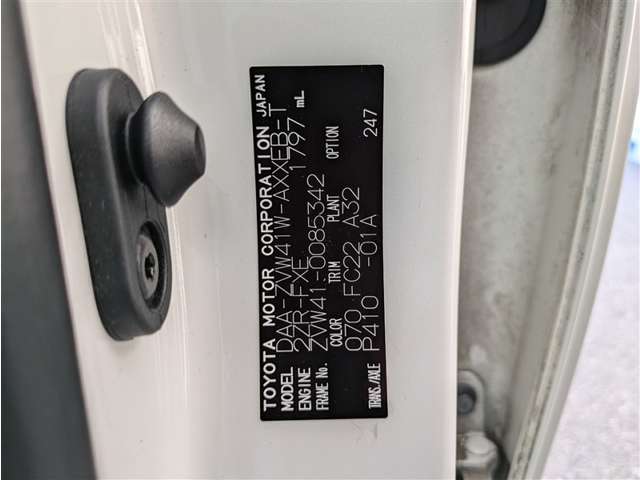 TOYOTA MOTOR CORPORATION JAPAN
MODEL DAA-ZVW41W-AXXEB-T
ENGINE 2ZR-FXE 1797 mL
FRAME No. ZVW41-0085342
COLOR TRIM PLANT OPTION
070 FC22 A32 247
TRANS./AXLE P410 -01A